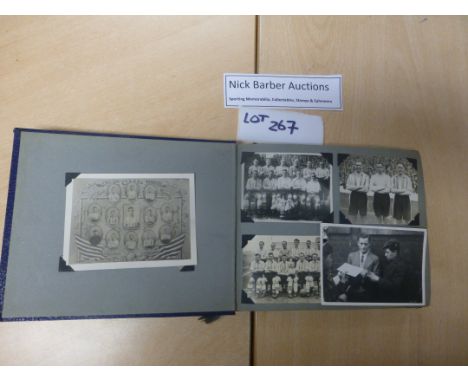 Nick Barber Auctions
Sporting Memorabilia, Collectables, Stamps & Ephemera
LOT 267